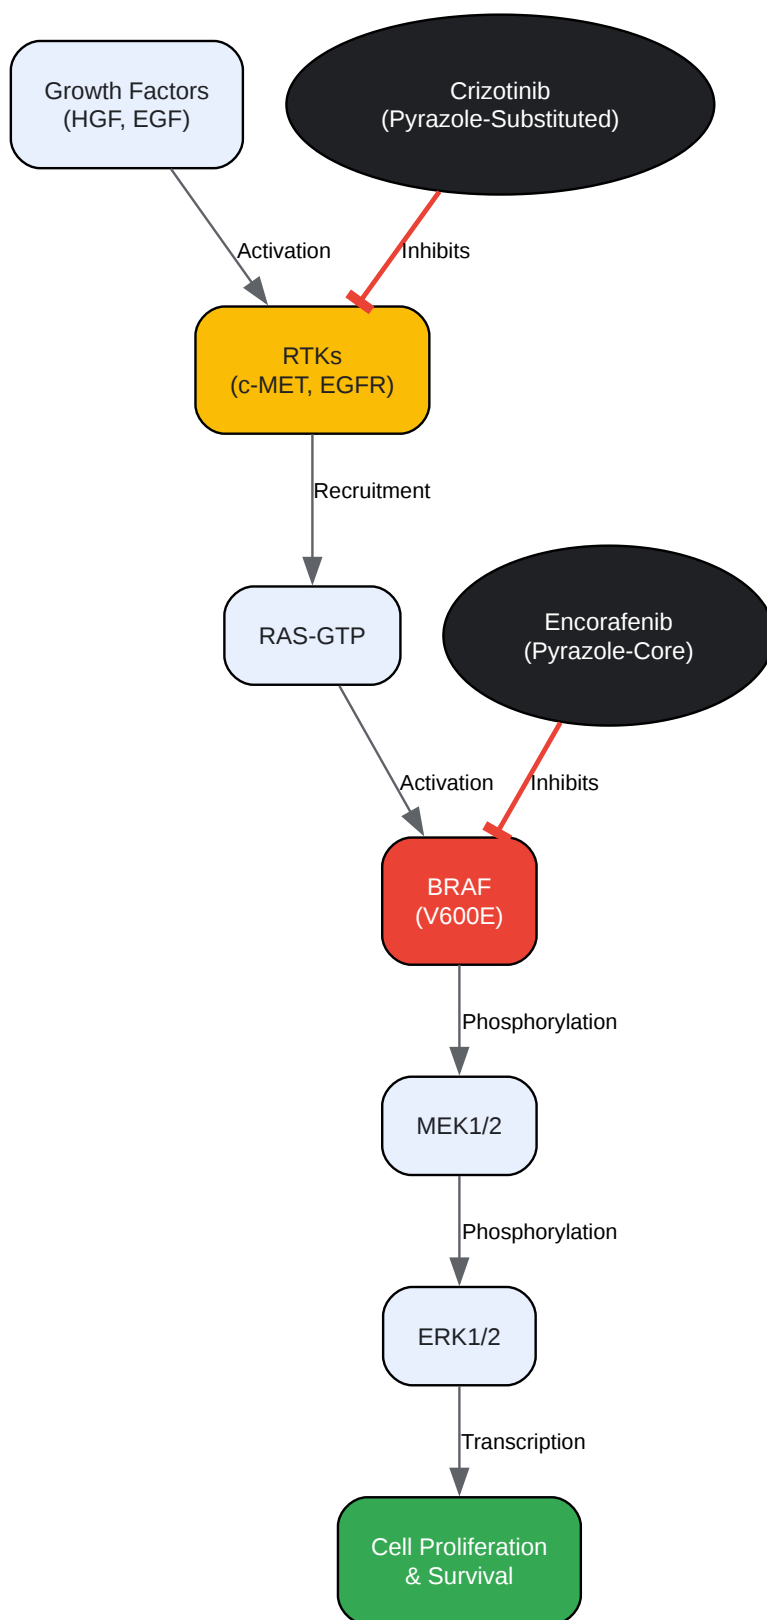 Growth Factors
(HGF, EGF)
Crizotinib
(Pyrazole-Substituted)
Activation
Inhibits
RTKs
(c-MET, EGFR)
Recruitment
RAS-GTP
Encorafenib
(Pyrazole-Core)
Activation
Inhibits
BRAF
(V600E)
Phosphorylation
MEK1/2
Phosphorylation
ERK1/2
Transcription
Cell Proliferation
& Survival